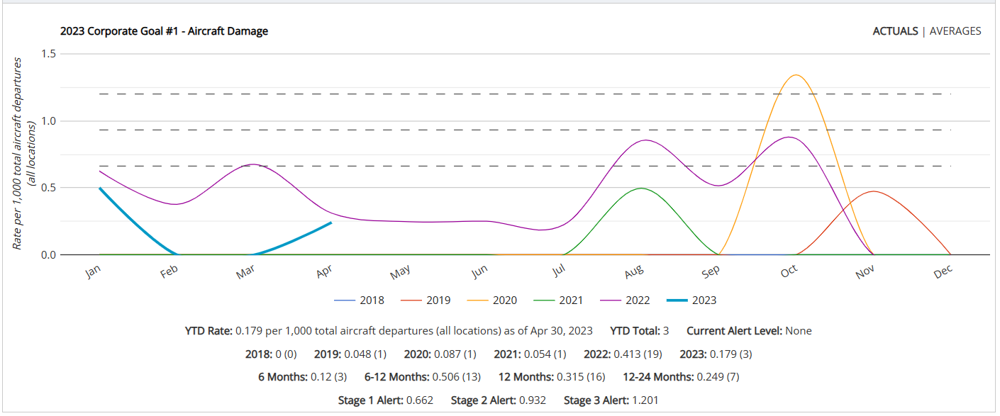 2023 Corporate Goal #1 - Aircraft Damage
ACTUALS | AVERAGES
Rate per 1,000 total aircraft departures
(all locations)
1.5
1.0
0.5
0.0
Jan Feb Mar Apr May Jun Jul Aug Sep Oct Nov Dec
2018 2019 2020 2021 2022 2023
YTD Rate: 0.179 per 1,000 total aircraft departures (all locations) as of Apr 30, 2023 YTD Total: 3 Current Alert Level: None
2018: 0 (0) 2019: 0.048 (1) 2020: 0.087 (1) 2021: 0.054 (1) 2022: 0.413 (19) 2023: 0.179 (3)
6 Months: 0.12 (3) 6-12 Months: 0.506 (13) 12 Months: 0.315 (16) 12-24 Months: 0.249 (7)
Stage 1 Alert: 0.662 Stage 2 Alert: 0.932 Stage 3 Alert: 1.201